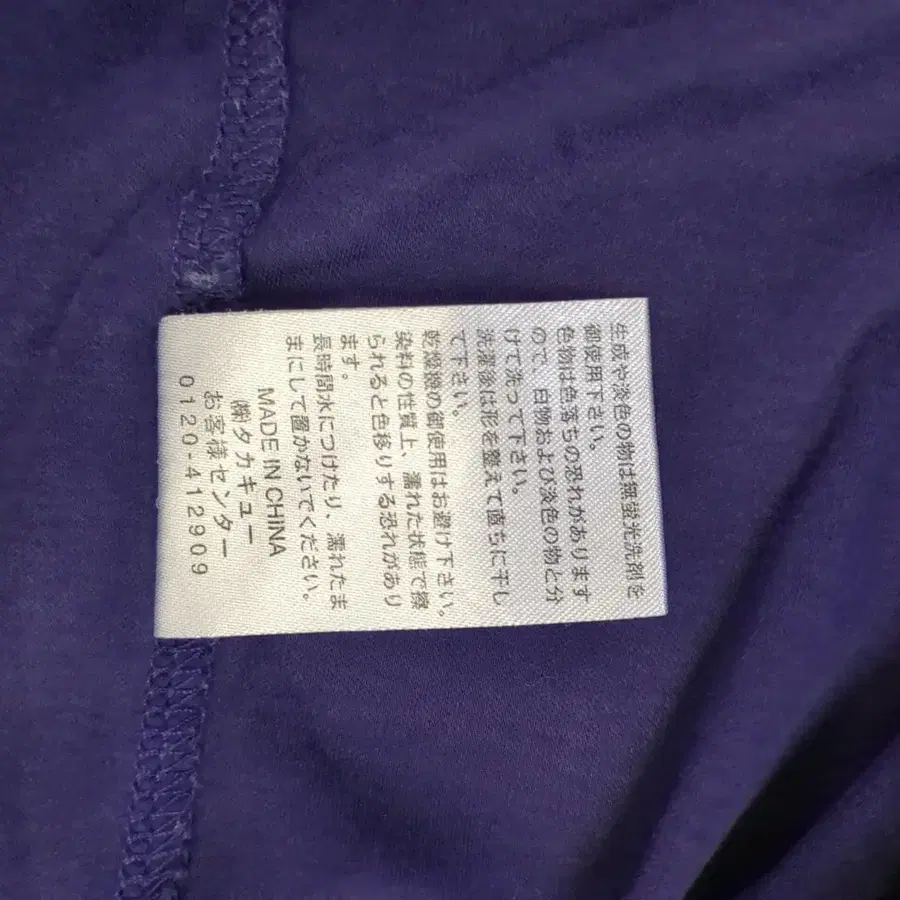 生成や淡色の物は無蛍光洗剤を
御使用下さい。
色物は色落ちの恐れがあります
ので、白物および淡色の物と分
けて洗って下さい。
洗濯後は形を整えて直ちに干し
て下さい。
乾燥機の御使用はお避け下さい。
染料の性質上、濡れた状態で擦
られると色移りする恐れがあり
ます。
長時間水につけたり、濡れたま
まにして置かないでください。
MADE IN CHINA
㈱タカキュー
お客様センター
0120-412909